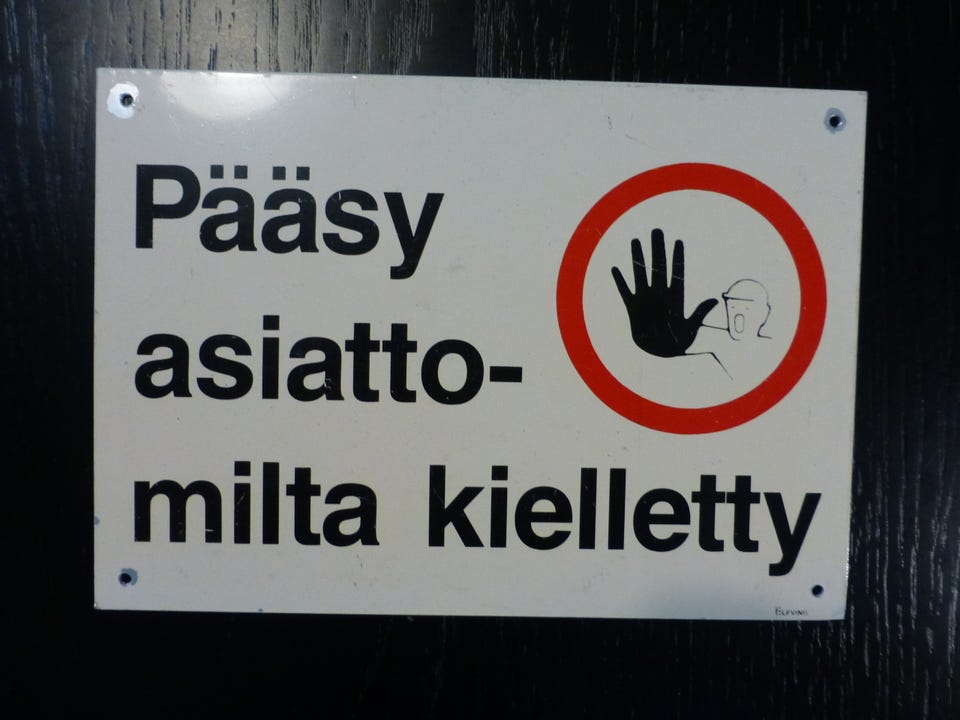 Pääsy
asiatto-
milta kielletty